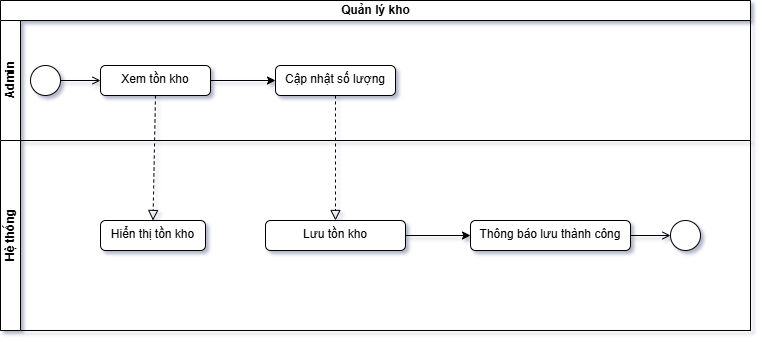 Quản lý kho
Admin
Xem tồn kho
Cập nhật số lượng
Hệ thống
Hiển thị tồn kho
Lưu tồn kho
Thông báo lưu thành công